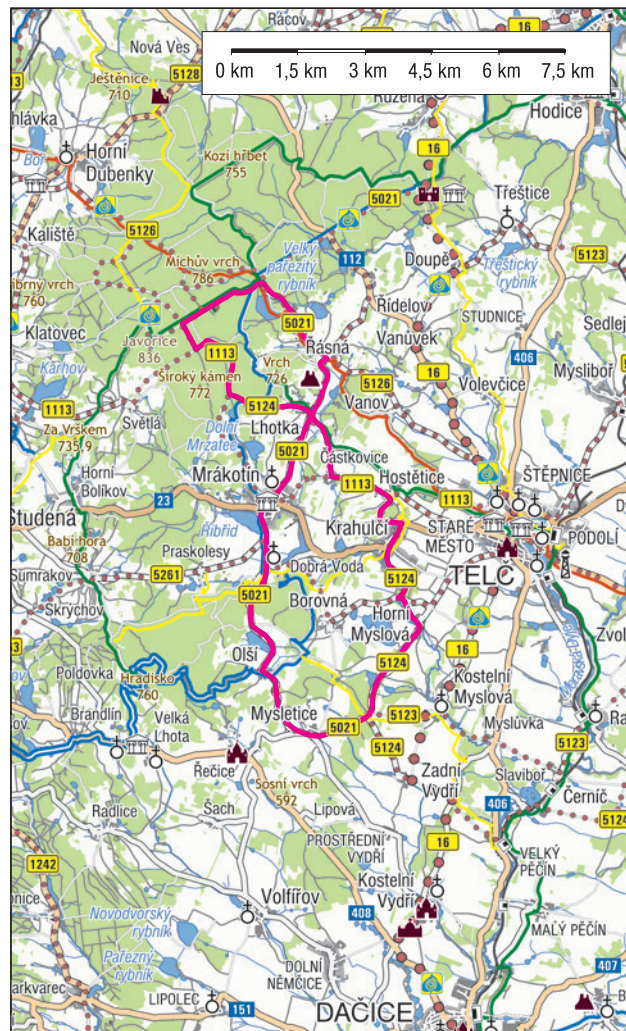 Rácov
Nová Ves
16
0 km 1,5 km 3 km 4,5 km 6 km 7,5 km
Ještěnice
710
5128
Růžená
Hodice
hlávka
Horní
Dubenky
Bor
Kozí hřbet
755
16
5021
Třeštice
Kaliště
5126
Velký
pařezitý
rybník
112
5123
Michův vrch
786
Doupě
Třeštický
rybník
íbrný vrch
760
5021
Řídelov
STUDNICE
Klatovec
Javořice
836
Vanůvek
Sedlej
1113
Řásná
16
406
Karhov
Široký kámen
772
Vrch
726
5126
Volevčice
Mysliboř
1113
Světlá
5124
Vanov
Za Vrškem
735,9
Dolní
Mrzatec
Lhotka
5021
Částkovice
Horní
Bolíkov
Mrákotín
1113
Hostětice
1113
ŠTĚPNICE
23
Studená
Ribřid
Krahulčí
STARÉ
MĚSTO
PODOLÍ
Babí hora
708
Praskolesy
TELČ
Sumrakov
5261
Dobrá Voda
5124
Skrýchov
5021
Borovná
Horní
Myslová
16
Zvol
Olší
Poldovka
5124
Kostelní
Myslová
Hradisko
760
Brandlín
Velká
Lhota
Mysletice
5123
Myslůvka
Ra
5021
5124
5123
Řečice
Zadní
Vydří
Slaviboř
Sosní vrch
592
Černíč
Radlice
Šach
Lipová
406
5124
PROSTŘEDNÍ
VYDŘÍ
16
VELKÝ
PĚČÍN
1242
Kostelní
Vydří
Volfířov
408
Novodvorský
rybník
MALÝ PĚČÍN
Pařezný
rybník
DOLNÍ
NĚMČICE
407
arkvarec
LIPOLEC
151
DAČICE